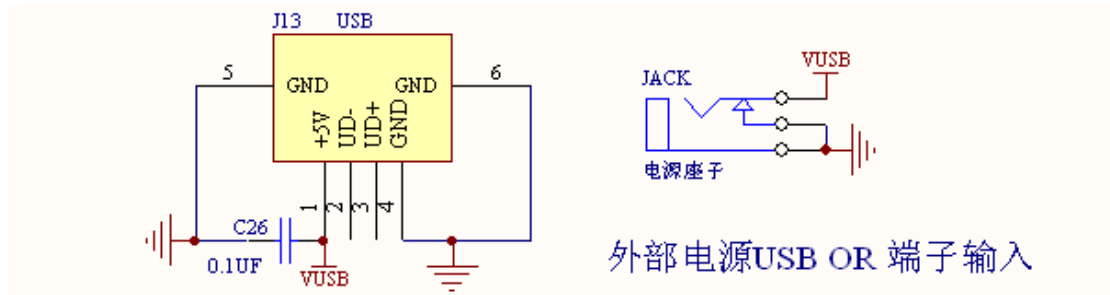 J13 USB
5 GND GND 6
+5V UD- UD+ GND
1 2 3 4
C26
0.1UF
VUSB
VUSB
JACK
电源座子
外部电源USB OR 端子输入